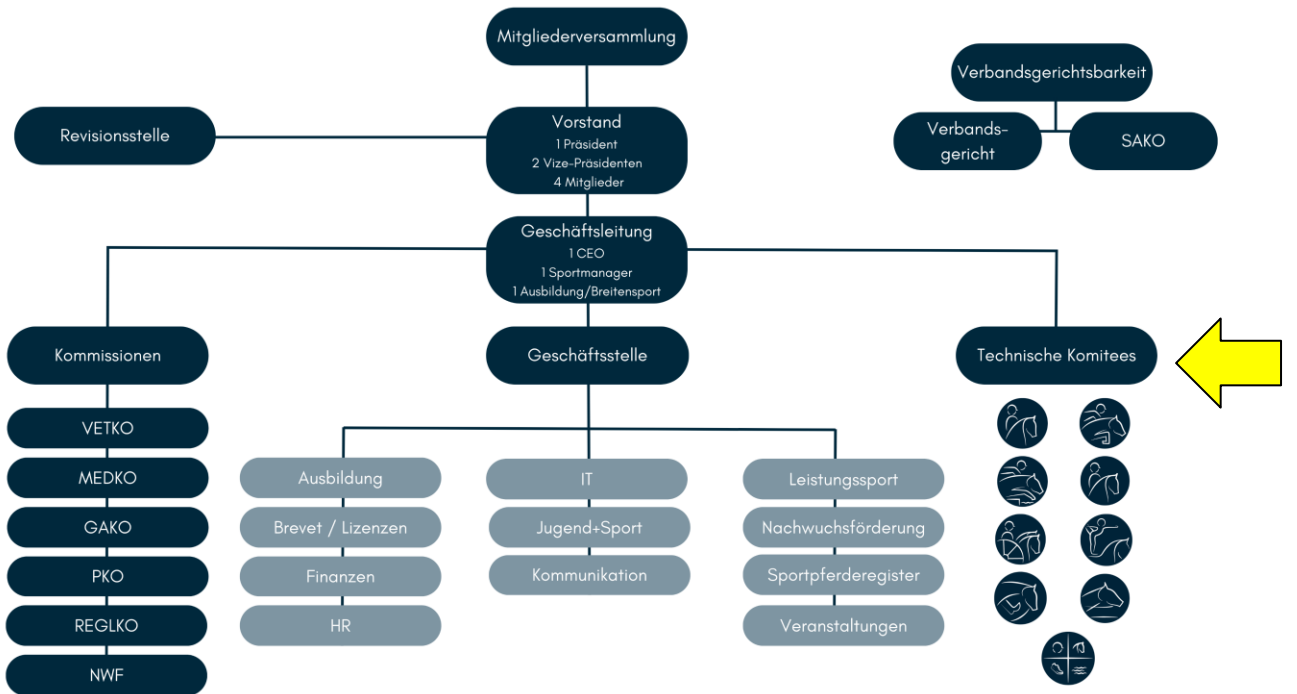 Mitgliederversammlung
Verbandsgerichtsbarkeit
Revisionsstelle
Vorstand
1 Präsident
2 Vize-Präsidenten
4 Mitglieder
Verbands-
gericht
SAKO
Geschäftsleitung
1 CEO
1 Sportmanager
1 Ausbildung/Breitensport
Kommissionen
Geschäftsstelle
Technische Komitees
VETKO
MEDKO
GAKO
PKO
REGLKO
NWF
Ausbildung
Brevet / Lizenzen
Finanzen
HR
IT
Jugend+Sport
Kommunikation
Leistungssport
Nachwuchsförderung
Sportpferderegister
Veranstaltungen